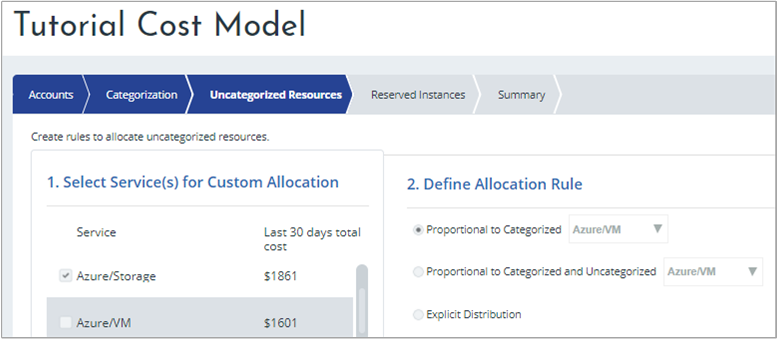 Tutorial Cost Model
Accounts Categorization Uncategorized Resources Reserved Instances Summary
Create rules to allocate uncategorized resources.
1. Select Service(s) for Custom Allocation
Service Last 30 days total
cost
Azure/Storage $1861
Azure/VM $1601
2. Define Allocation Rule
Proportional to Categorized Azure/VM
Proportional to Categorized and Uncategorized Azure/VM
Explicit Distribution